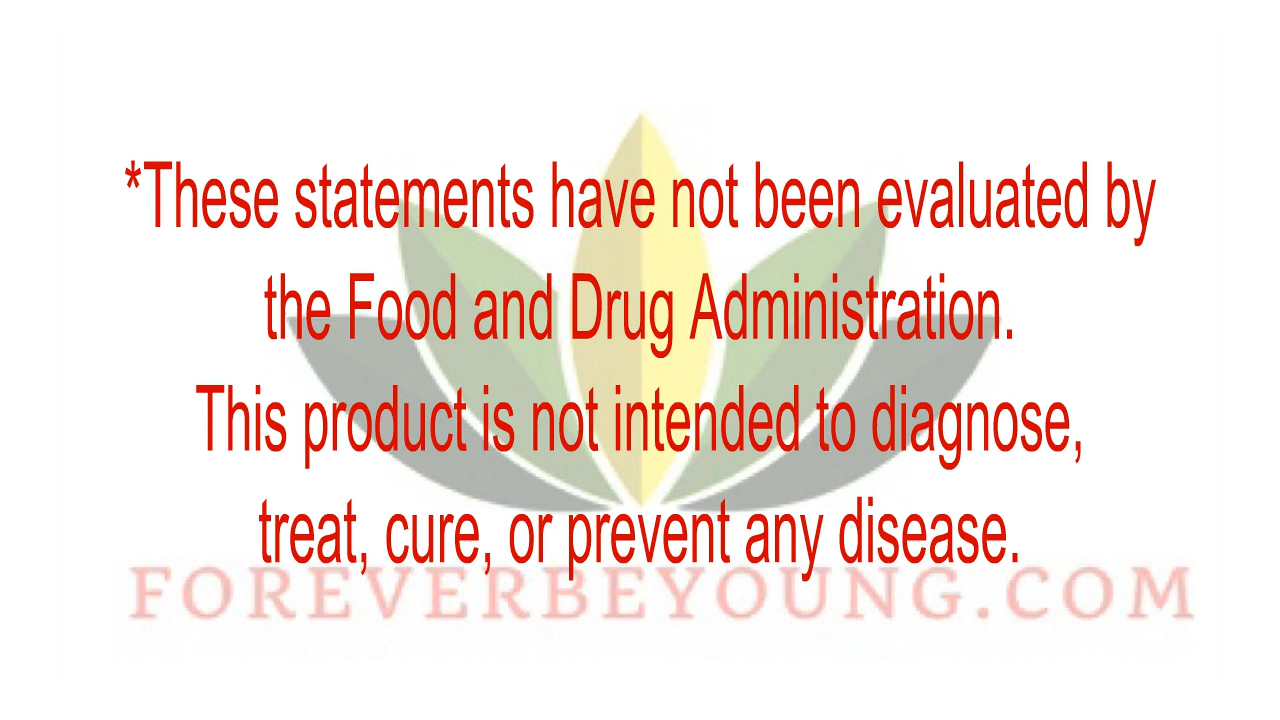 *These statements have not been evaluated by
the Food and Drug Administration.
This product is not intended to diagnose,
treat, cure, or prevent any disease.
FOREVERBEYOUNG.COM